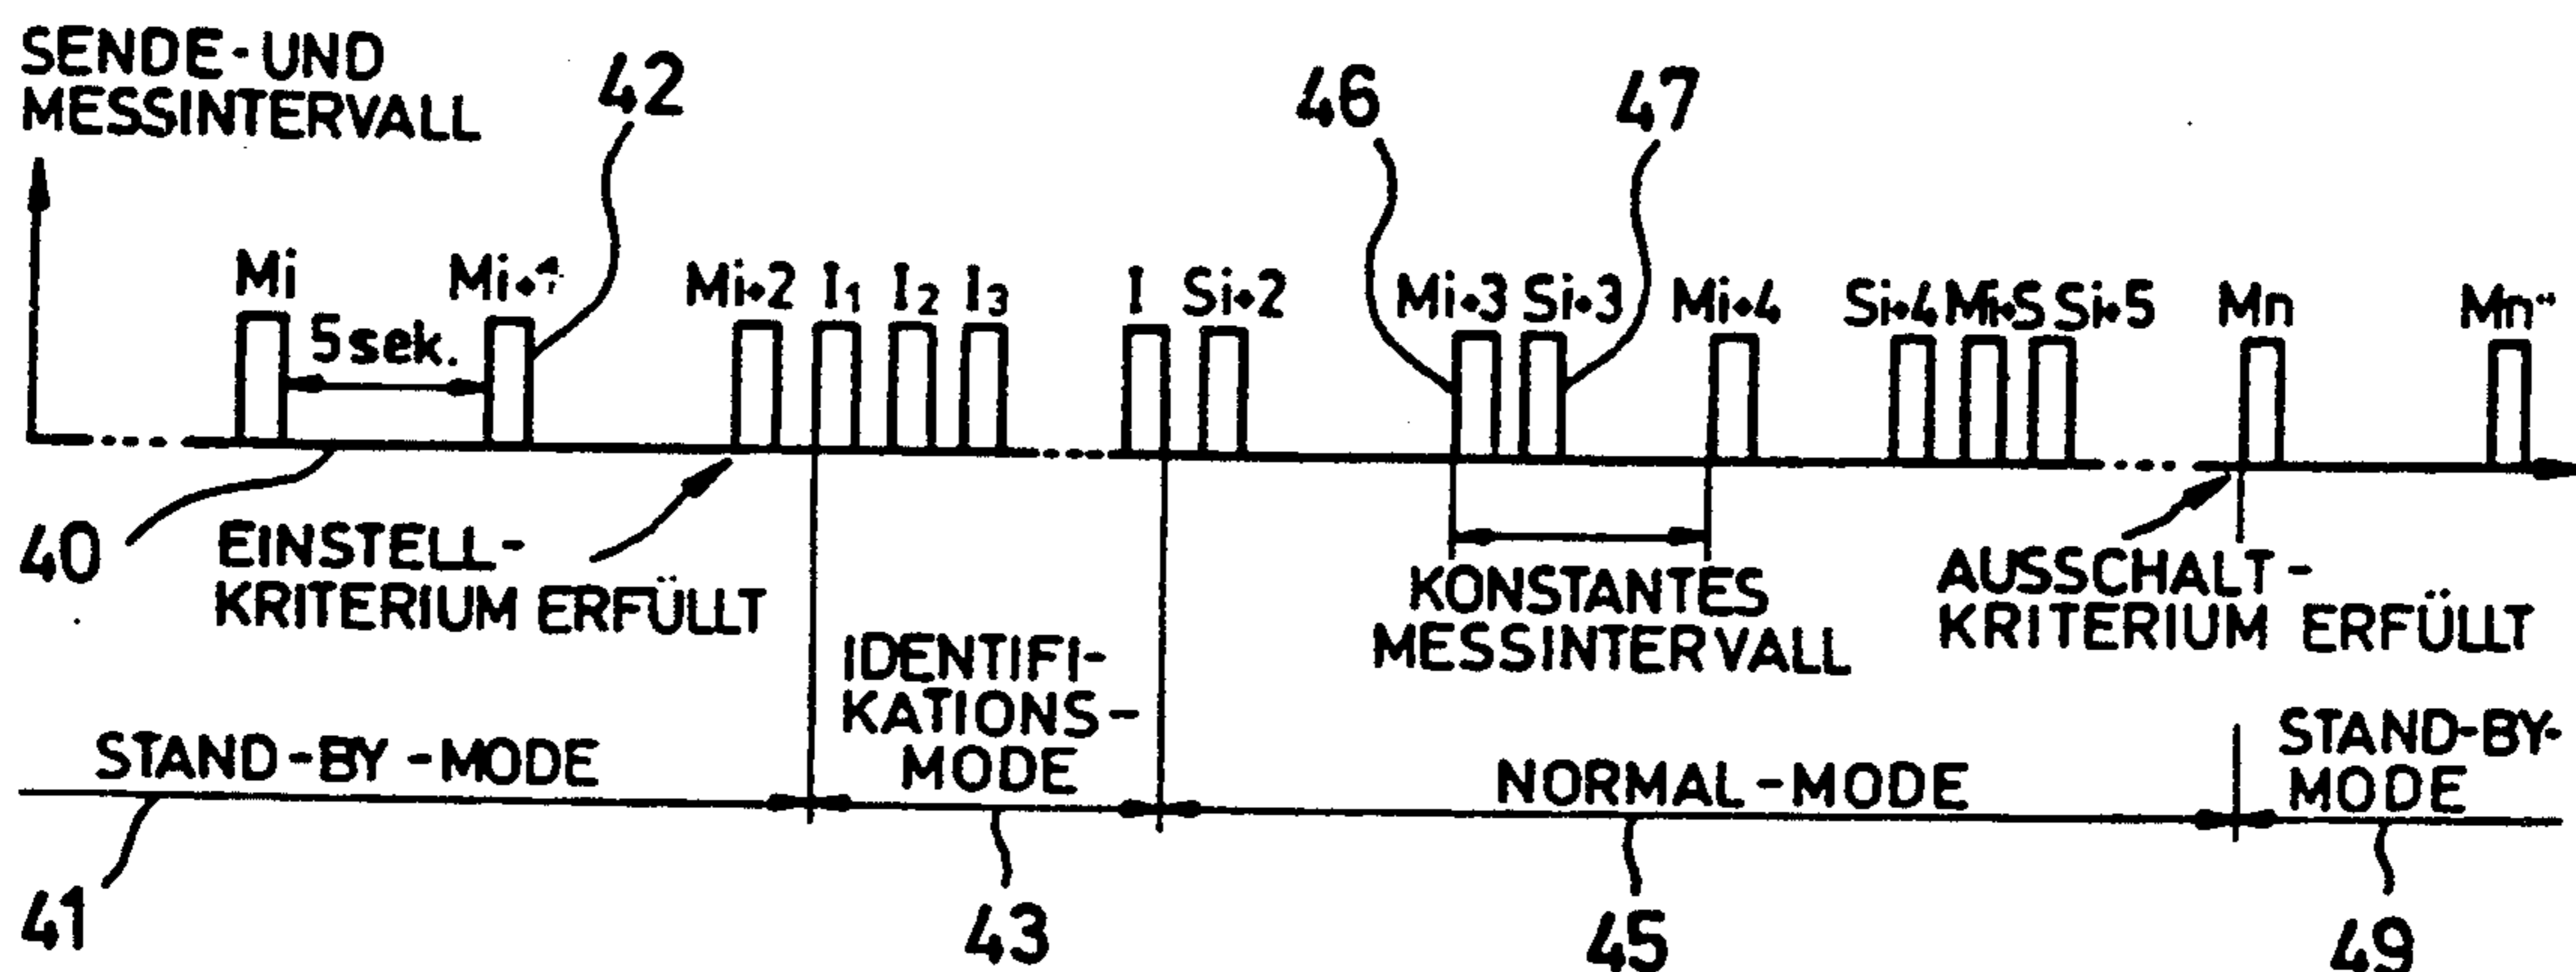 SENDE-UND
MESSINTERVALL
42
46
47
Mi
Mi+1
Mi+2
I1
I2
I3
I
Si+2
Mi+3
Si+3
Mi+4
Si+4
Mi+5
Si+5
Mn
5 sek.
40
EINSTELL-
KRITERIUM ERFÜLLT
KONSTANTES
MESSINTERVALL
AUSSCHALT-
KRITERIUM ERFÜLLT
IDENTIFI-
KATIONS-
MODE
STAND-BY-MODE
NORMAL-MODE
STAND-BY-
MODE
41
43
45
49